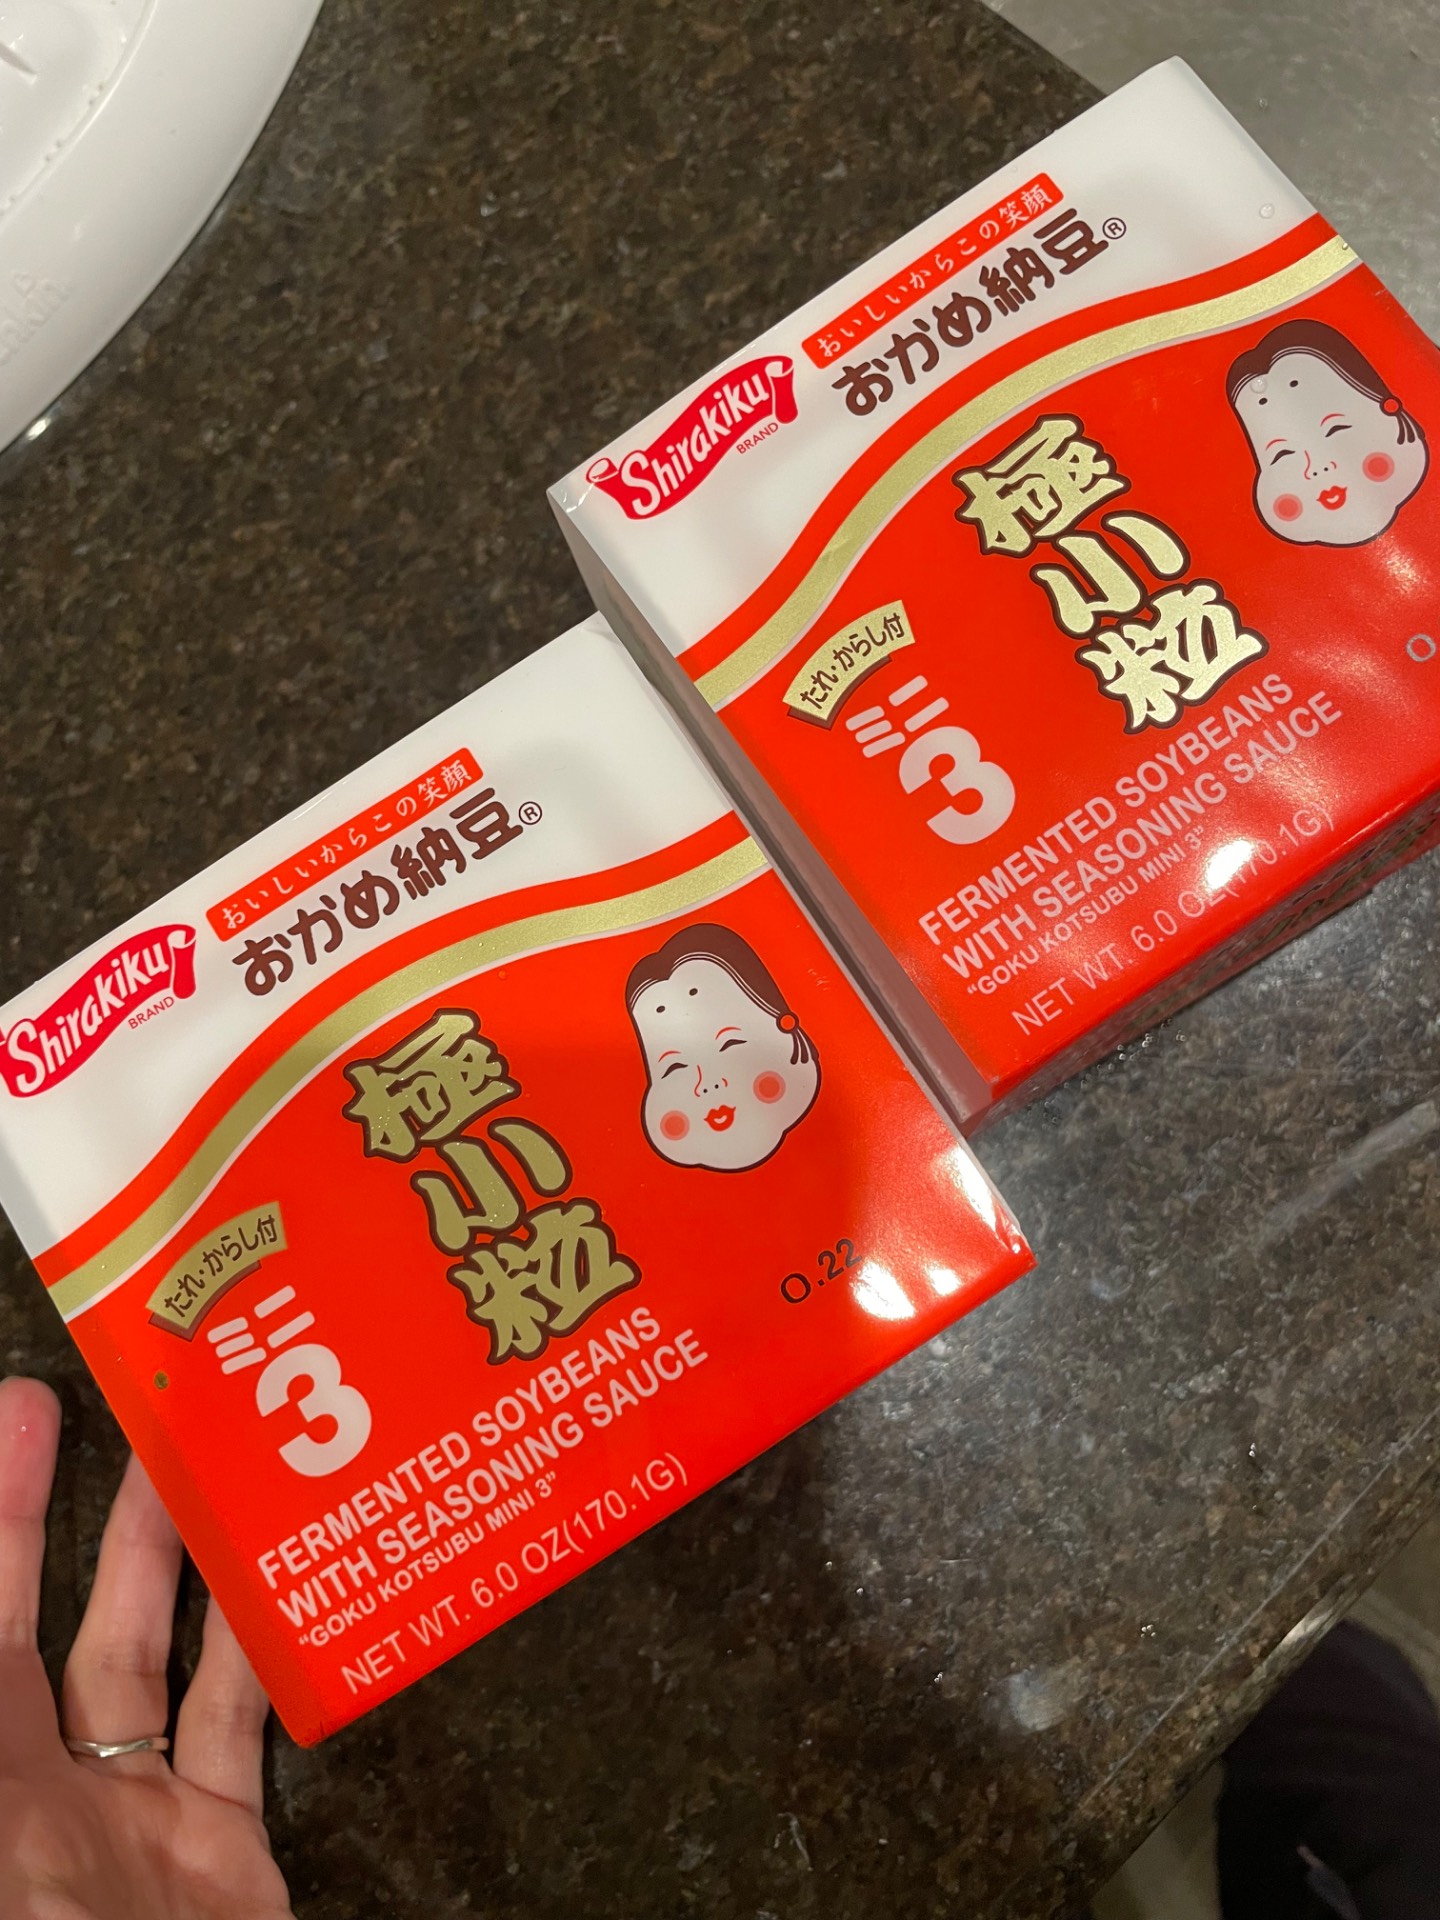 Shirakiku
BRAND
おいしいからこの笑顔
おかめ納豆®
極小粒
たれ・からし付
ミニ3
FERMENTED SOYBEANS
WITH SEASONING SAUCE
"GOKU KOTSUBU MINI 3"
NET WT. 6.0 OZ(170.1G)
0.22
Shirakiku
BRAND
おいしいからこの笑顔
おかめ納豆®
極小粒
たれ・からし付
ミニ3
FERMENTED SOYBEANS
WITH SEASONING SAUCE
"GOKU KOTSUBU MINI 3"
NET WT. 6.0 OZ(170.1G)